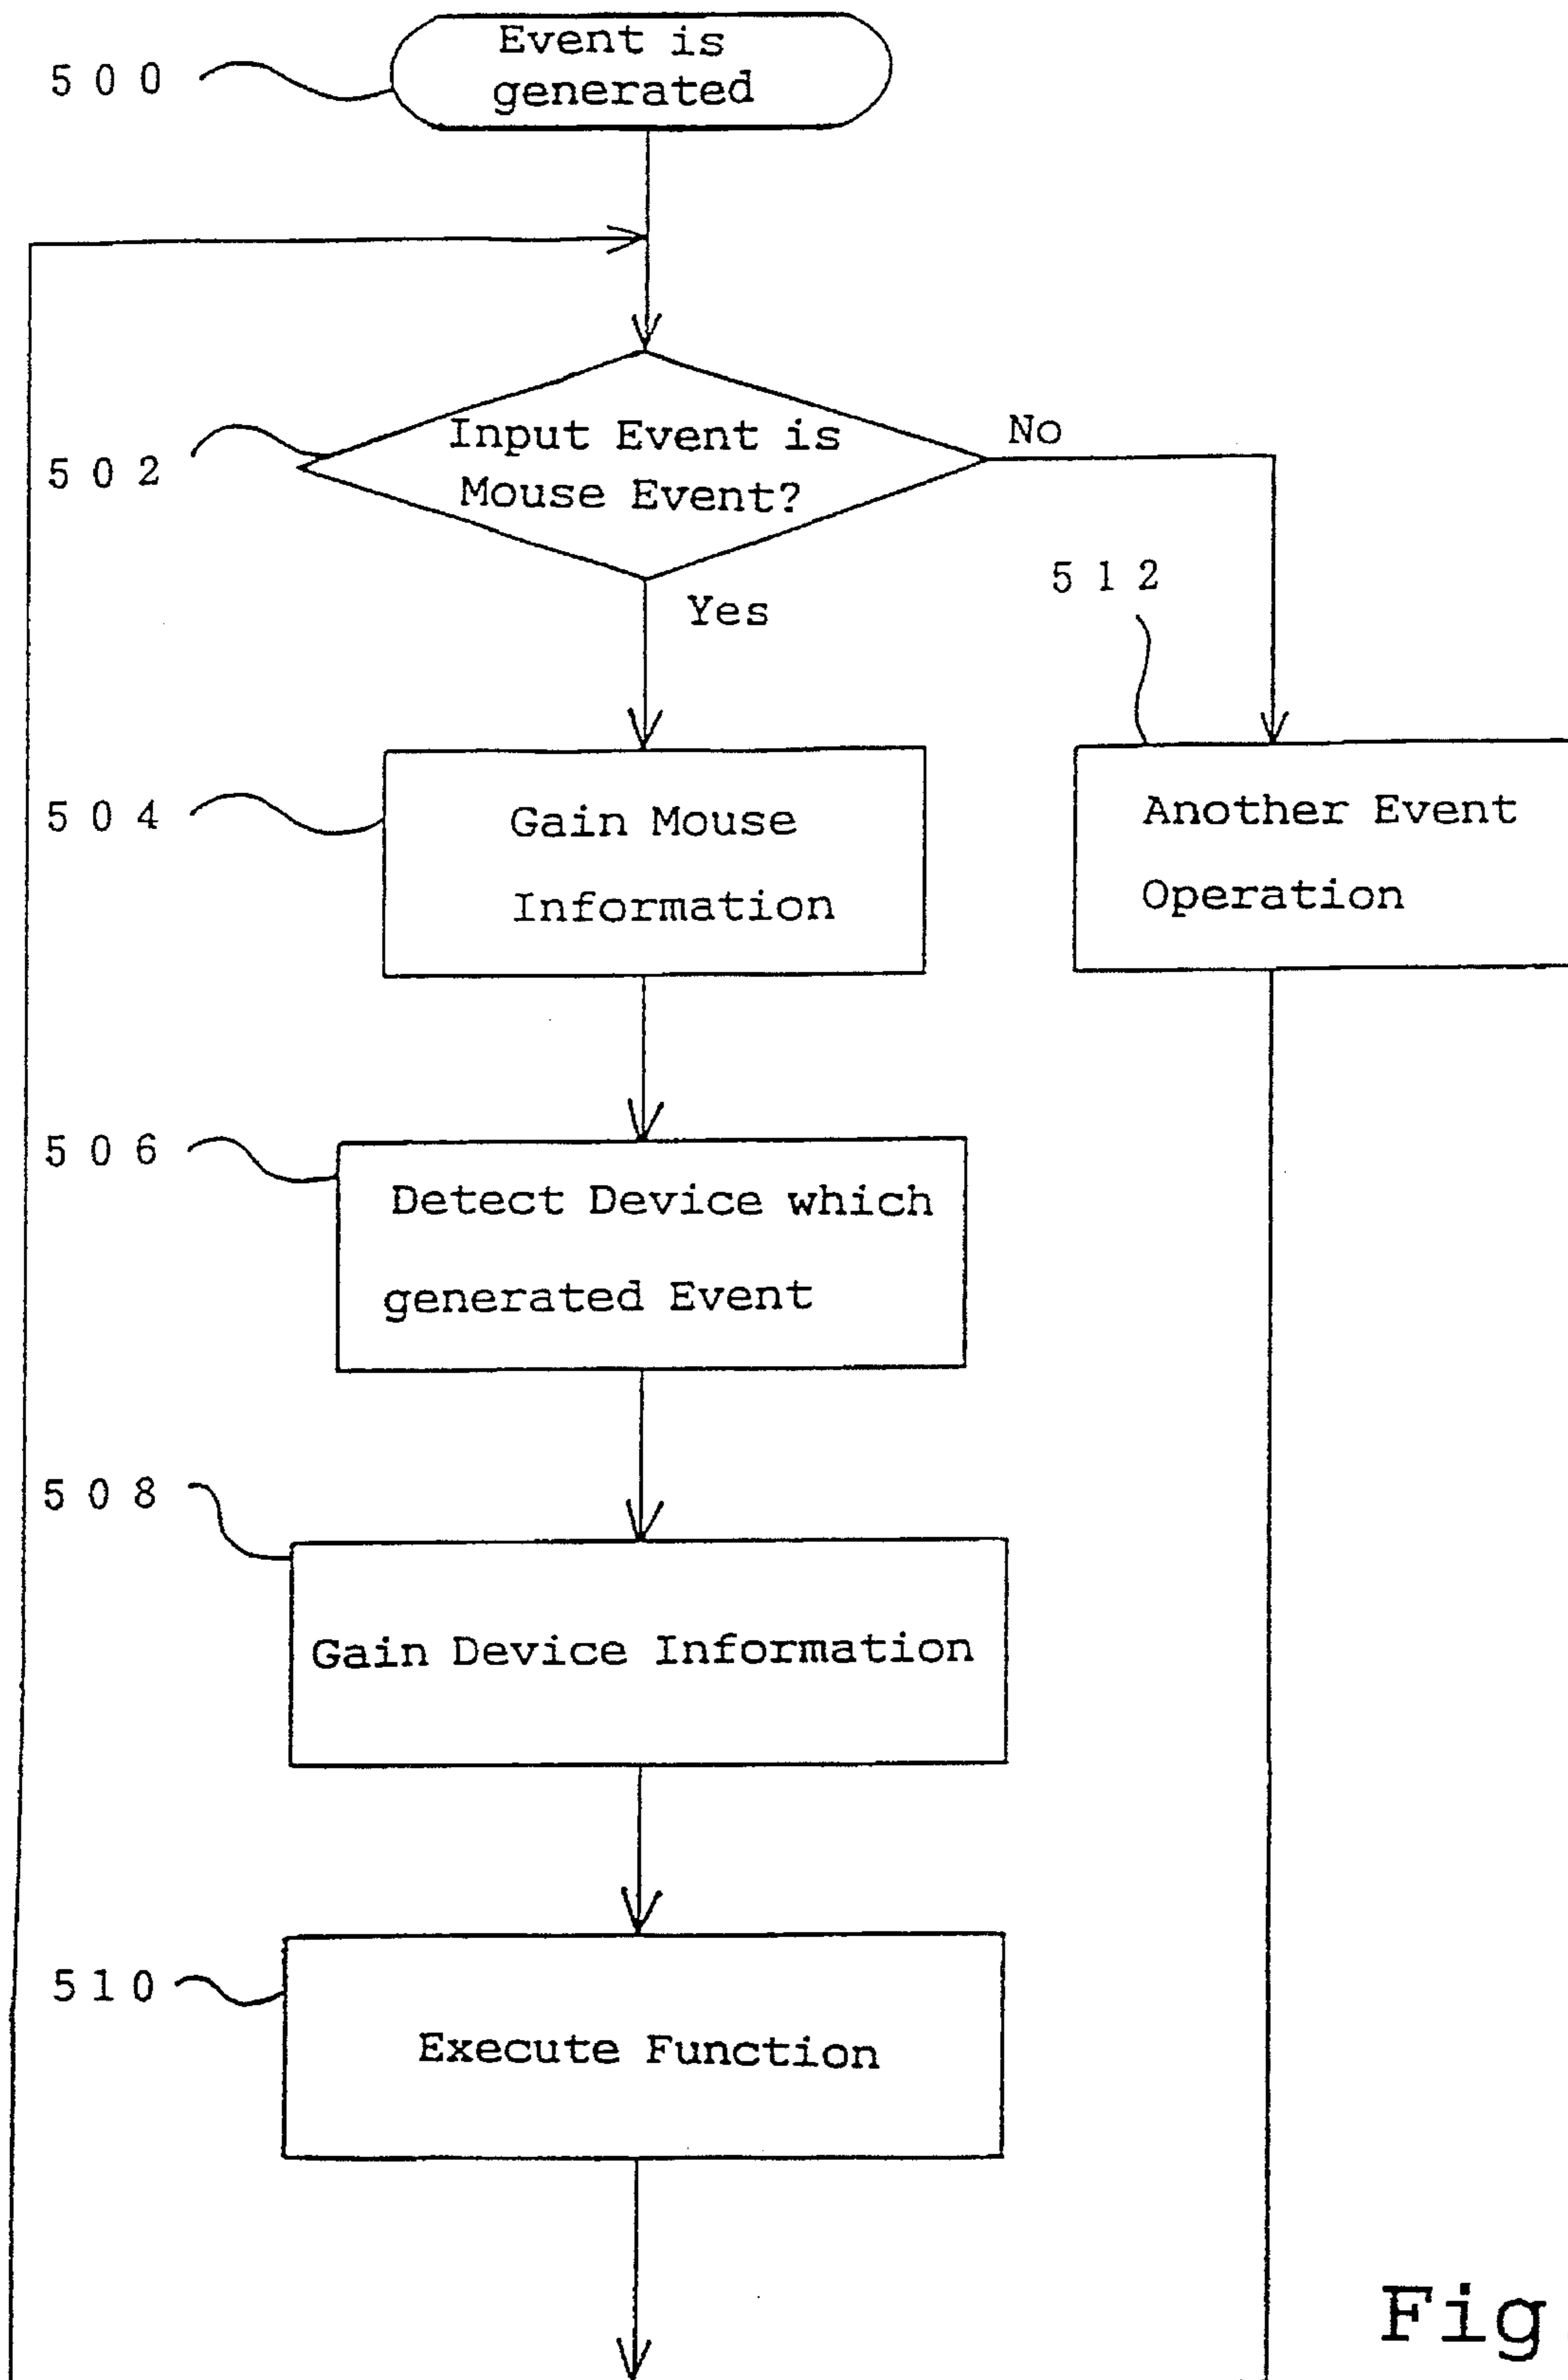 Event is
generated
500
Input Event is
Mouse Event?
502
No
Yes
512
504
Gain Mouse
Information
Another Event
Operation
506
Detect Device which
generated Event
508
Gain Device Information
510
Execute Function
Fig.